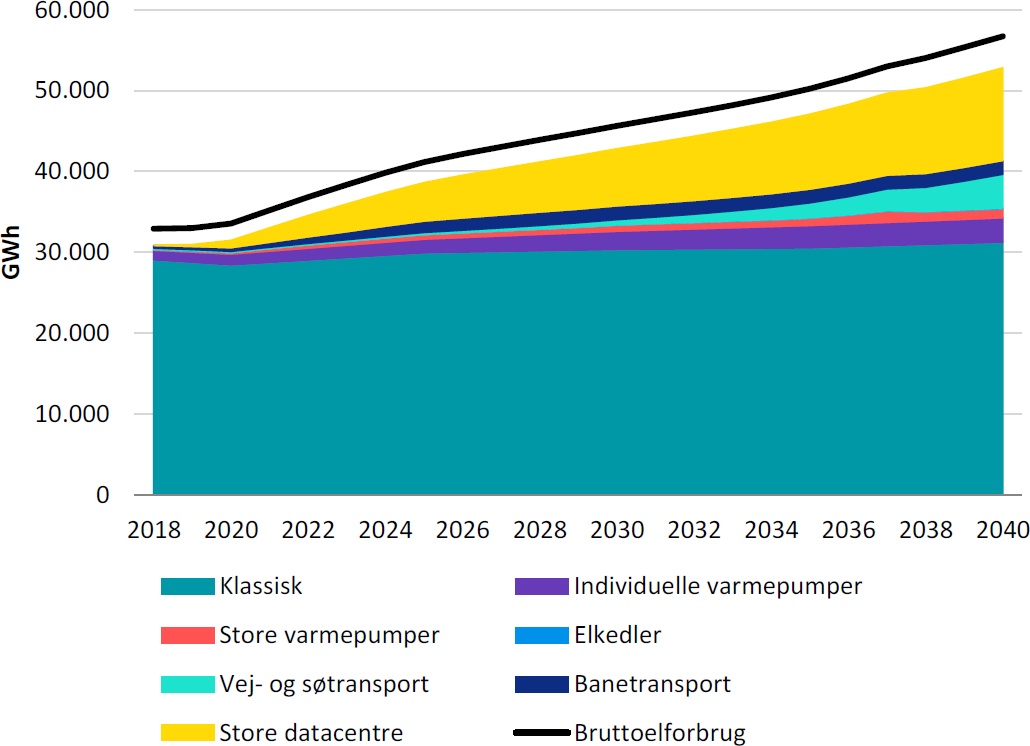 60.000
50.000
40.000
30.000
20.000
10.000
0
GWh
2018 2020 2022 2024 2026 2028 2030 2032 2034 2036 2038 2040
Klassisk Individuelle varmepumper
Store varmepumper Elkedler
Vej- og søtransport Banetransport
Store datacentre Bruttoelforbrug